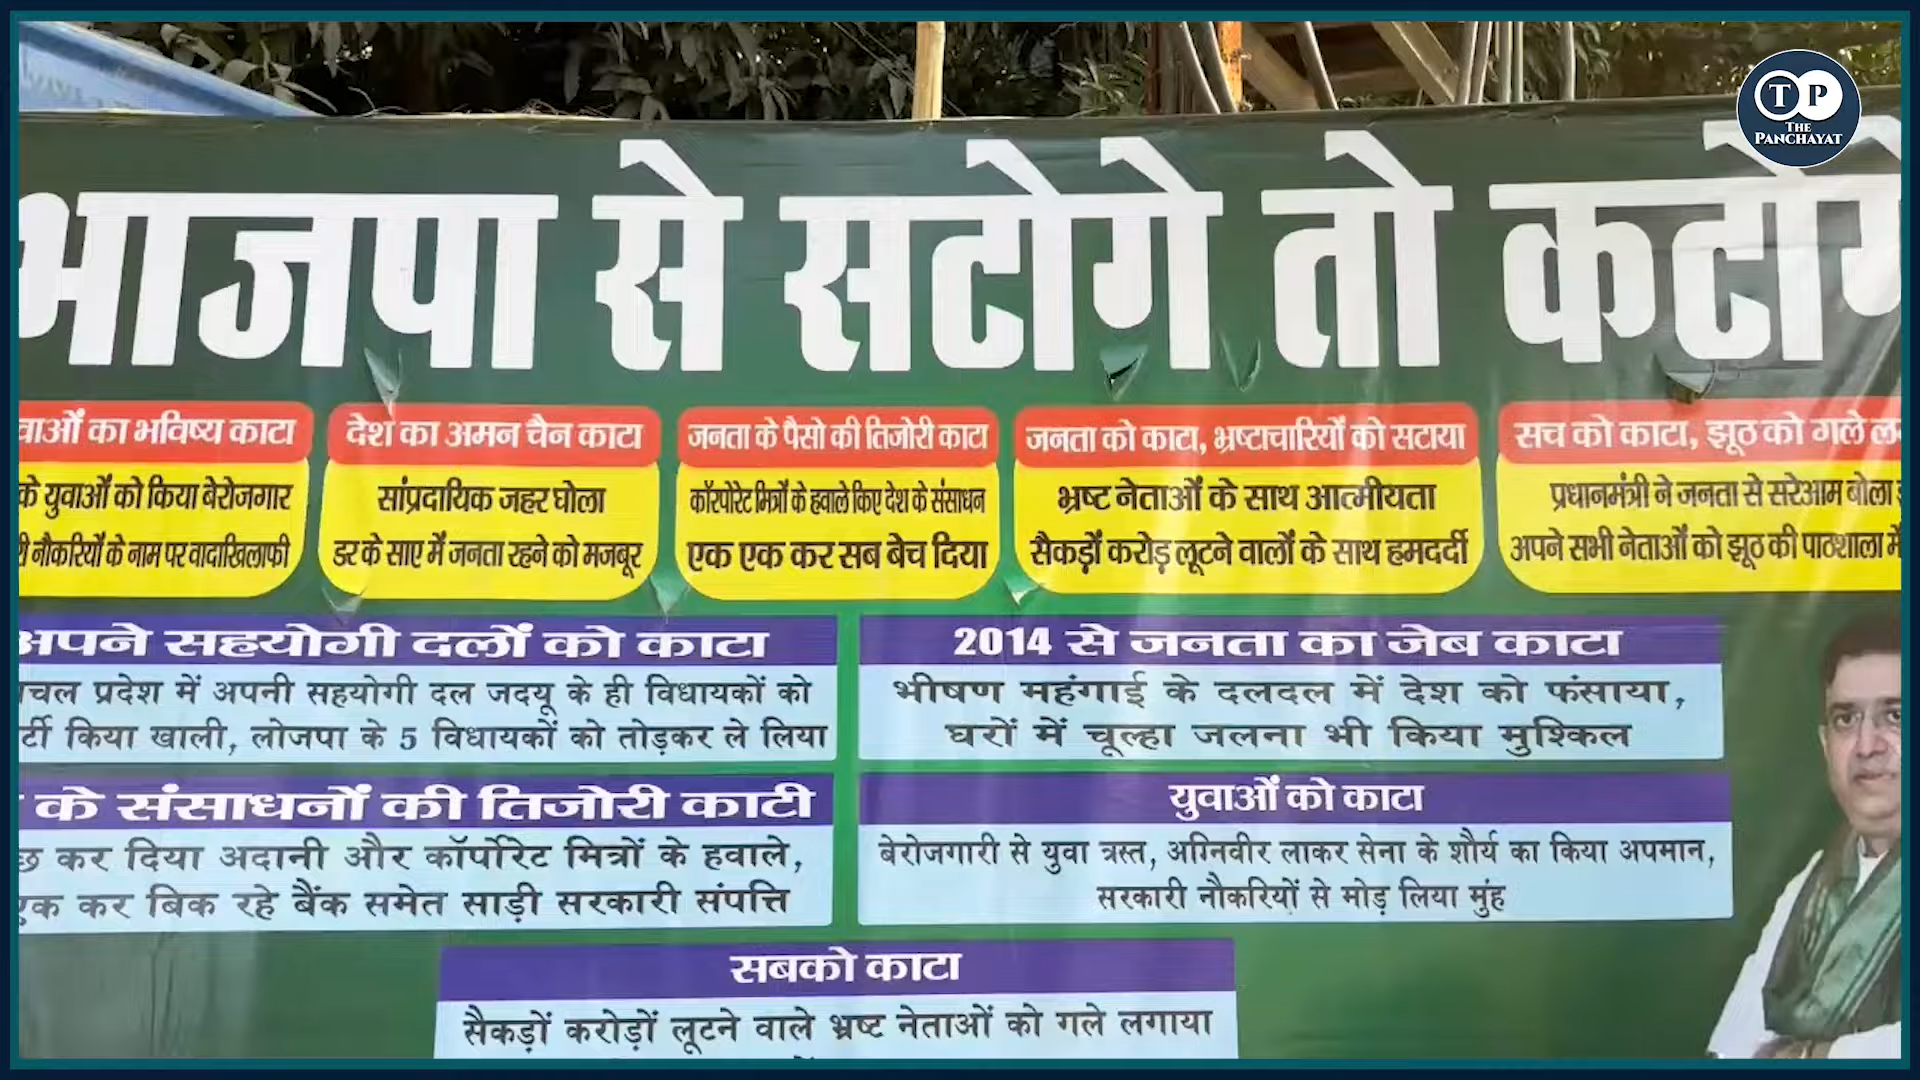 TP
THE
PANCHAYAT
भाजपा से सटोगे तो कटोगे
का भविष्य काटा
के युवाओं को किया बेरोजगार
नौकरियों के नाम पर वादाखिलाफी
देश का अमन चैन काटा
सांप्रदायिक जहर घोला
डर के साए में जनता रहने को मजबूर
जनता के पैसो की तिजोरी काटा
कॉरपोरेट मित्रों के हवाले किए देश के संसाधन
एक एक कर सब बेच दिया
जनता को काटा, भ्रष्टाचारियों को सटाया
भ्रष्ट नेताओं के साथ आत्मीयता
सैकड़ों करोड़ लूटने वालों के साथ हमदर्दी
सच को काटा, झूठ को गले
प्रधानमंत्री ने जनता से सरेआम बोला
अपने सभी नेताओं को झूठ की पाठशाला में
अपने सहयोगी दलों को काटा
प्रदेश में अपनी सहयोगी दल जदयू के ही विधायकों को
किया खाली, लोजपा के 5 विधायकों को तोड़कर ले लिया
2014 से जनता का जेब काटा
भीषण महंगाई के दलदल में देश को फंसाया,
घरों में चूल्हा जलना भी किया मुश्किल
के संसाधनों की तिजोरी काटी
कर दिया अदानी और कॉर्पोरेट मित्रों के हवाले,
कर बिक रहे बैंक समेत साड़ी सरकारी संपत्ति
युवाओं को काटा
बेरोजगारी से युवा त्रस्त, अग्निवीर लाकर सेना के शौर्य का किया अपमान,
सरकारी नौकरियों से मोड़ लिया मुंह
सबको काटा
सैकड़ों करोड़ों लूटने वाले भ्रष्ट नेताओं को गले लगाया